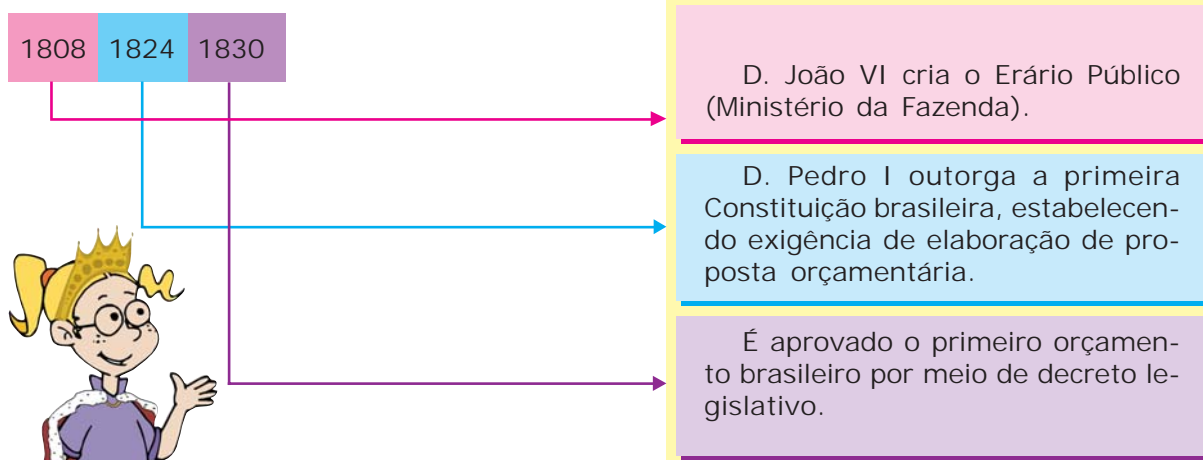 1808 1824 1830
D. João VI cria o Erário Público
(Ministério da Fazenda).
D. Pedro I outorga a primeira
Constituição brasileira, estabelecen-
do exigência de elaboração de pro-
posta orçamentária.
É aprovado o primeiro orçamen-
to brasileiro por meio de decreto le-
gislativo.